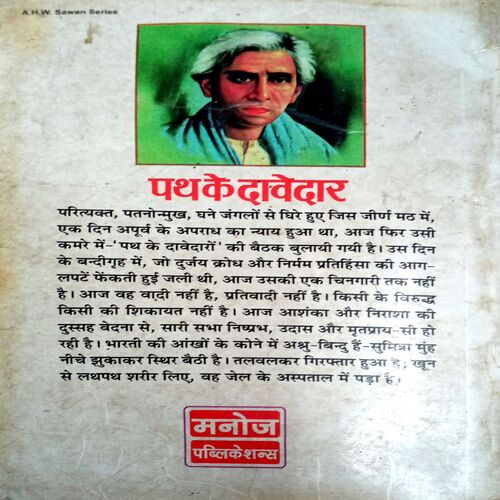 A.H.W. Sawan Series
पथ के दावेदार
परित्यक्त, पतनोन्मुख, घने जंगलों से घिरे हुए जिस जीर्ण मठ में,
एक दिन अपूर्व के अपराध का न्याय हुआ था, आज फिर उसी
कमरे में-‘पथ के दावेदारों’ की बैठक बुलायी गयी है। उस दिन
के बन्दीगृह में, जो दुर्जय क्रोध और निर्मम प्रतिहिंसा की आग-
लपटें फेंकती हुई जली थी, आज उसकी एक चिनगारी तक नहीं
है। आज वह वादी नहीं है, प्रतिवादी नहीं है। किसी के विरुद्ध
किसी की शिकायत नहीं है। आज आशंका और निराशा की
दुस्सह वेदना से, सारी सभा निष्प्रभ, उदास और मृतप्राय-सी हो
रही है। भारती की आंखों के कोने में अश्रु-बिन्दु हैं-सुमित्रा मुंह
नीचे झुकाकर स्थिर बैठी है। तलवलकर गिरफ्तार हुआ है; खून
से लथपथ शरीर लिए, वह जेल के अस्पताल में पड़ा है;
मनोज
पब्लिकेशन्स